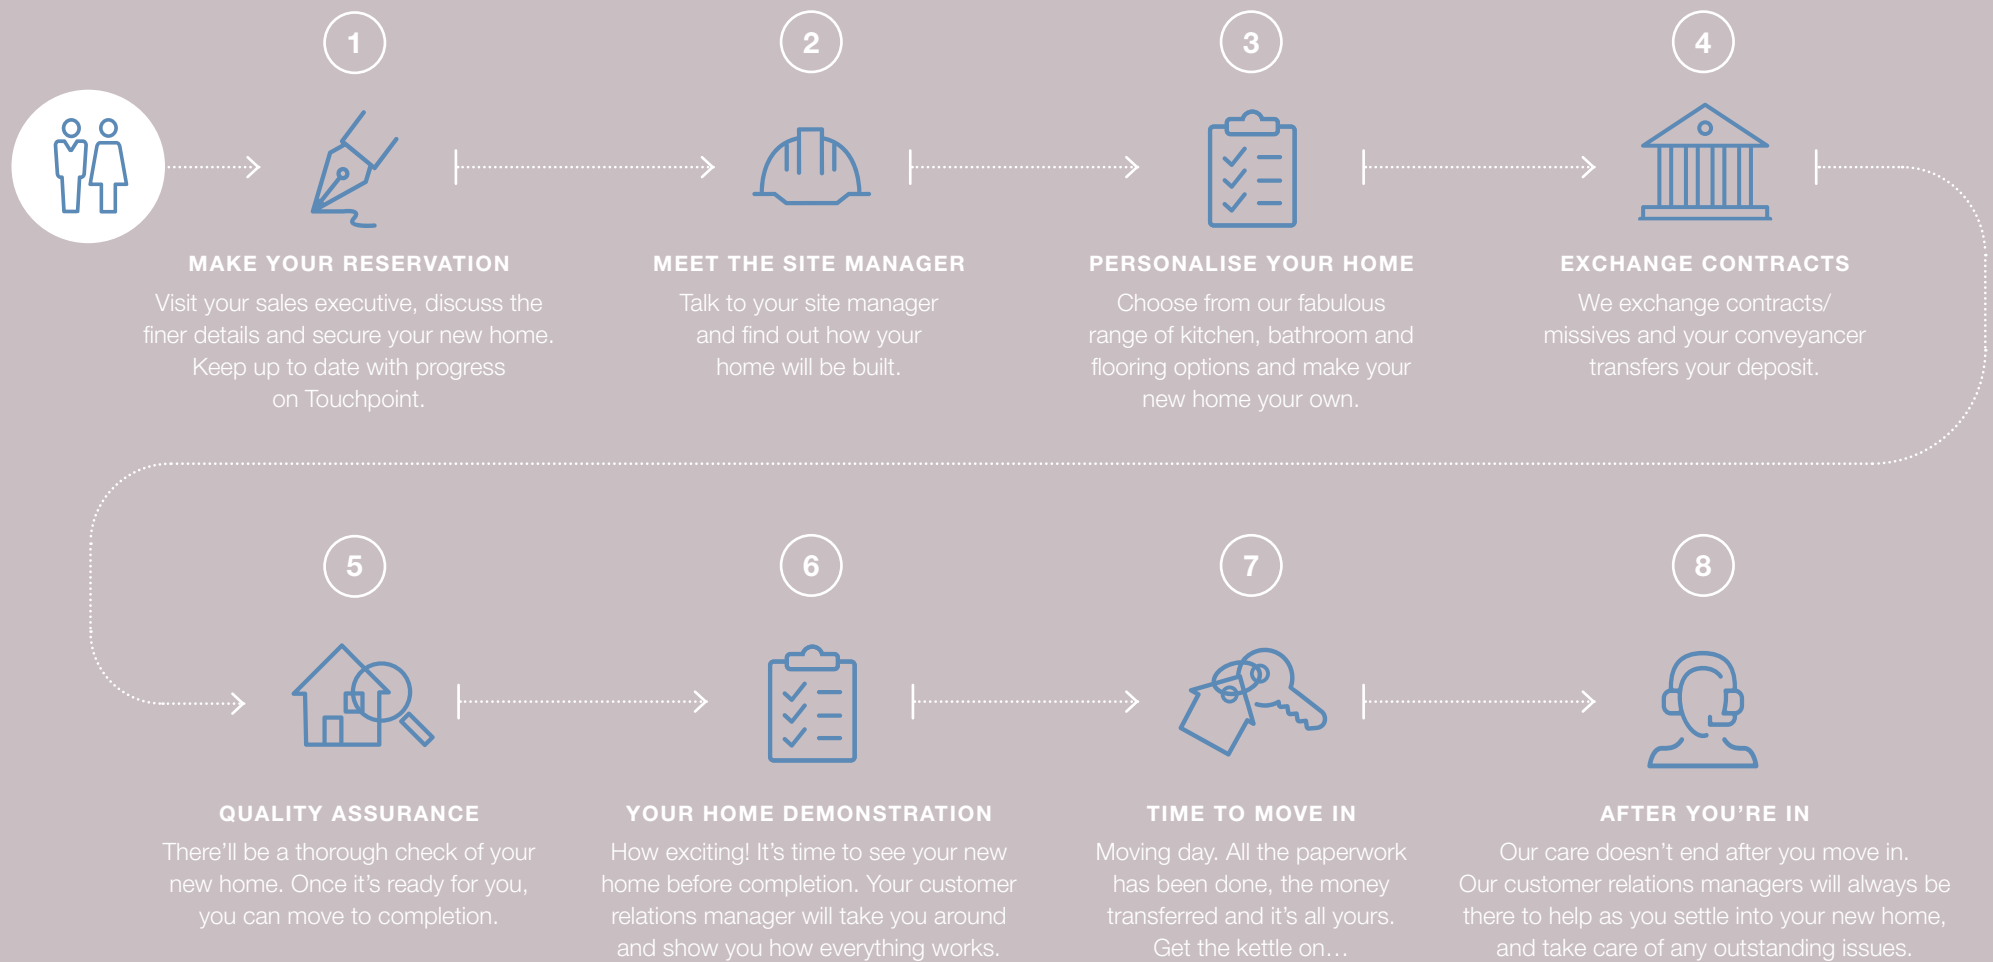 1
MAKE YOUR RESERVATION
Visit your sales executive, discuss the
finer details and secure your new home.
Keep up to date with progress
on Touchpoint.
2
MEET THE SITE MANAGER
Talk to your site manager
and find out how your
home will be built.
3
PERSONALISE YOUR HOME
Choose from our fabulous
range of kitchen, bathroom and
flooring options and make your
new home your own.
4
EXCHANGE CONTRACTS
We exchange contracts/
missives and your conveyancer
transfers your deposit.
5
QUALITY ASSURANCE
There’ll be a thorough check of your
new home. Once it’s ready for you,
you can move to completion.
6
YOUR HOME DEMONSTRATION
How exciting! It’s time to see your new
home before completion. Your customer
relations manager will take you around
and show you how everything works.
7
TIME TO MOVE IN
Moving day. All the paperwork
has been done, the money
transferred and it’s all yours.
Get the kettle on…
8
AFTER YOU’RE IN
Our care doesn’t end after you move in.
Our customer relations managers will always be
there to help as you settle into your new home,
and take care of any outstanding issues.